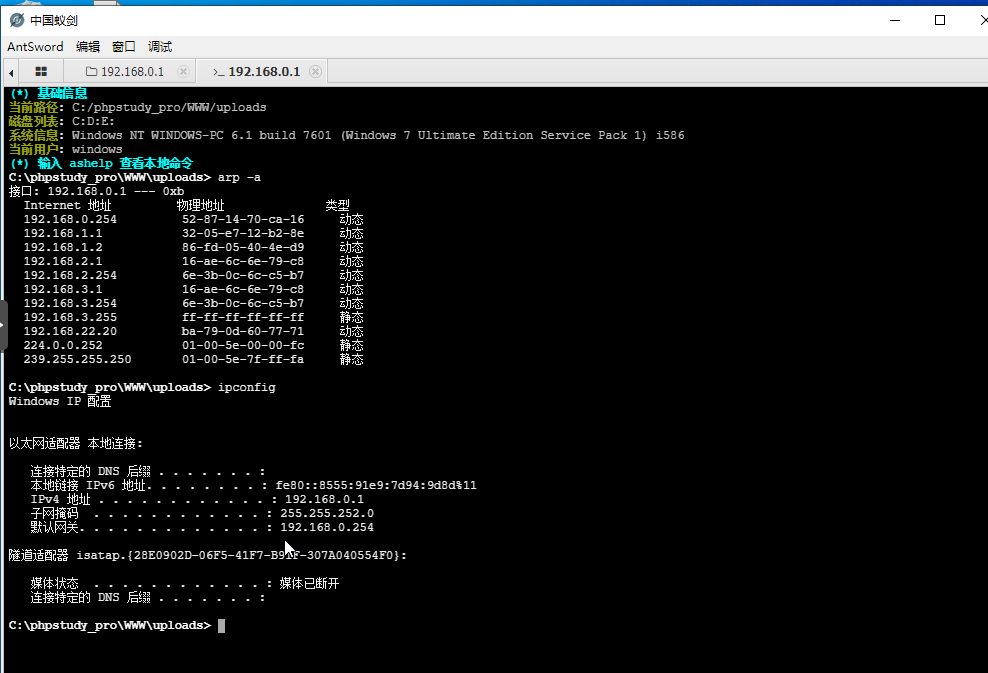 中国蚁剑
AntSword 编辑 窗口 调试
192.168.0.1 >_ 192.168.0.1
(*) 基础信息
当前路径: C:/phpstudy_pro/WWW/uploads
磁盘列表: C:D:E:
系统信息: Windows NT WINDOWS-PC 6.1 build 7601 (Windows 7 Ultimate Edition Service Pack 1) i586
当前用户: windows
(*) 输入 ashelp 查看本地命令
C:\phpstudy_pro\WWW\uploads> arp -a
接口: 192.168.0.1 --- 0xb
Internet 地址 物理地址 类型
192.168.0.254 52-87-14-70-ca-16 动态
192.168.1.1 32-05-e7-12-b2-8e 动态
192.168.1.2 86-fd-05-40-4e-d9 动态
192.168.2.1 16-ae-6c-6e-79-c8 动态
192.168.2.254 6e-3b-0c-6c-c5-b7 动态
192.168.3.1 16-ae-6c-6e-79-c8 动态
192.168.3.254 6e-3b-0c-6c-c5-b7 动态
192.168.3.255 ff-ff-ff-ff-ff-ff 静态
192.168.22.20 ba-79-0d-60-77-71 动态
224.0.0.252 01-00-5e-00-00-fc 静态
239.255.255.250 01-00-5e-7f-ff-fa 静态
C:\phpstudy_pro\WWW\uploads> ipconfig
Windows IP 配置
以太网适配器 本地连接:
连接特定的 DNS 后缀 . . . . . . . :
本地链接 IPv6 地址. . . . . . . . : fe80::8555:91e9:7d94:9d8d%11
IPv4 地址 . . . . . . . . . . . . : 192.168.0.1
子网掩码 . . . . . . . . . . . . : 255.255.252.0
默认网关. . . . . . . . . . . . . : 192.168.0.254
隧道适配器
媒体状态 . . . . . . . . . . . . : 媒体已断开
连接特定的 DNS 后缀 . . . . . . . :
C:\phpstudy_pro\WWW\uploads>